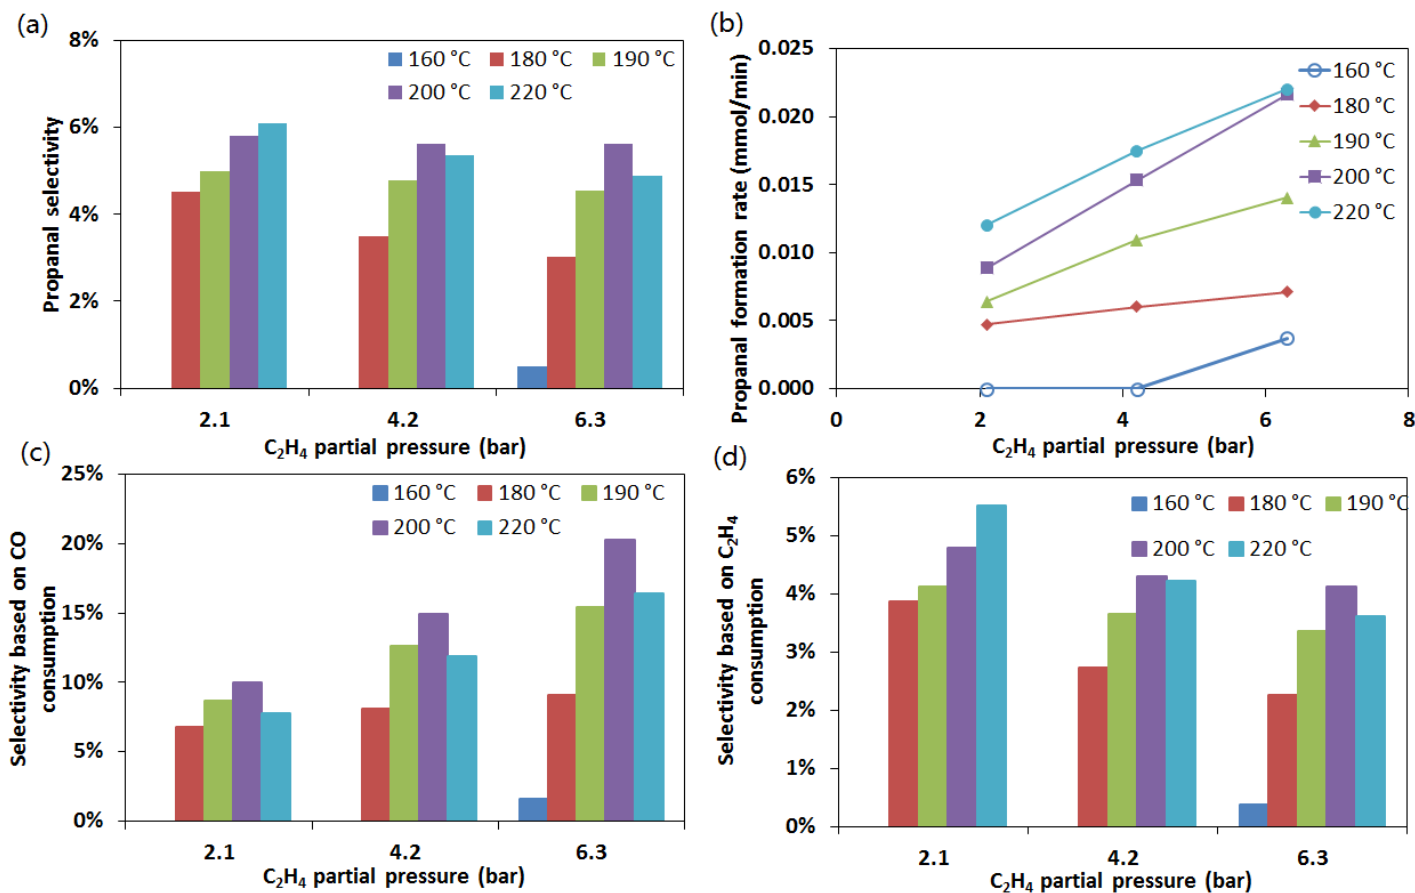 (a)
Propanal selectivity
8%
6%
4%
2%
0%
160 °C 180 °C 190 °C
200 °C 220 °C
2.1 4.2 6.3
C₂H₄ partial pressure (bar)
(b)
Propanal formation rate (mmol/min)
0.025
0.020
0.015
0.010
0.005
0.000
160 °C
180 °C
190 °C
200 °C
220 °C
0 2 4 6 8
C₂H₄ partial pressure (bar)
(c)
Selectivity based on CO
consumption
25%
20%
15%
10%
5%
0%
160 °C 180 °C 190 °C
200 °C 220 °C
2.1 4.2 6.3
C₂H₄ partial pressure (bar)
(d)
Selectivity based on C₂H₄
consumption
6%
5%
4%
3%
2%
1%
0%
160 °C 180 °C 190 °C
200 °C 220 °C
2.1 4.2 6.3
C₂H₄ partial pressure (bar)